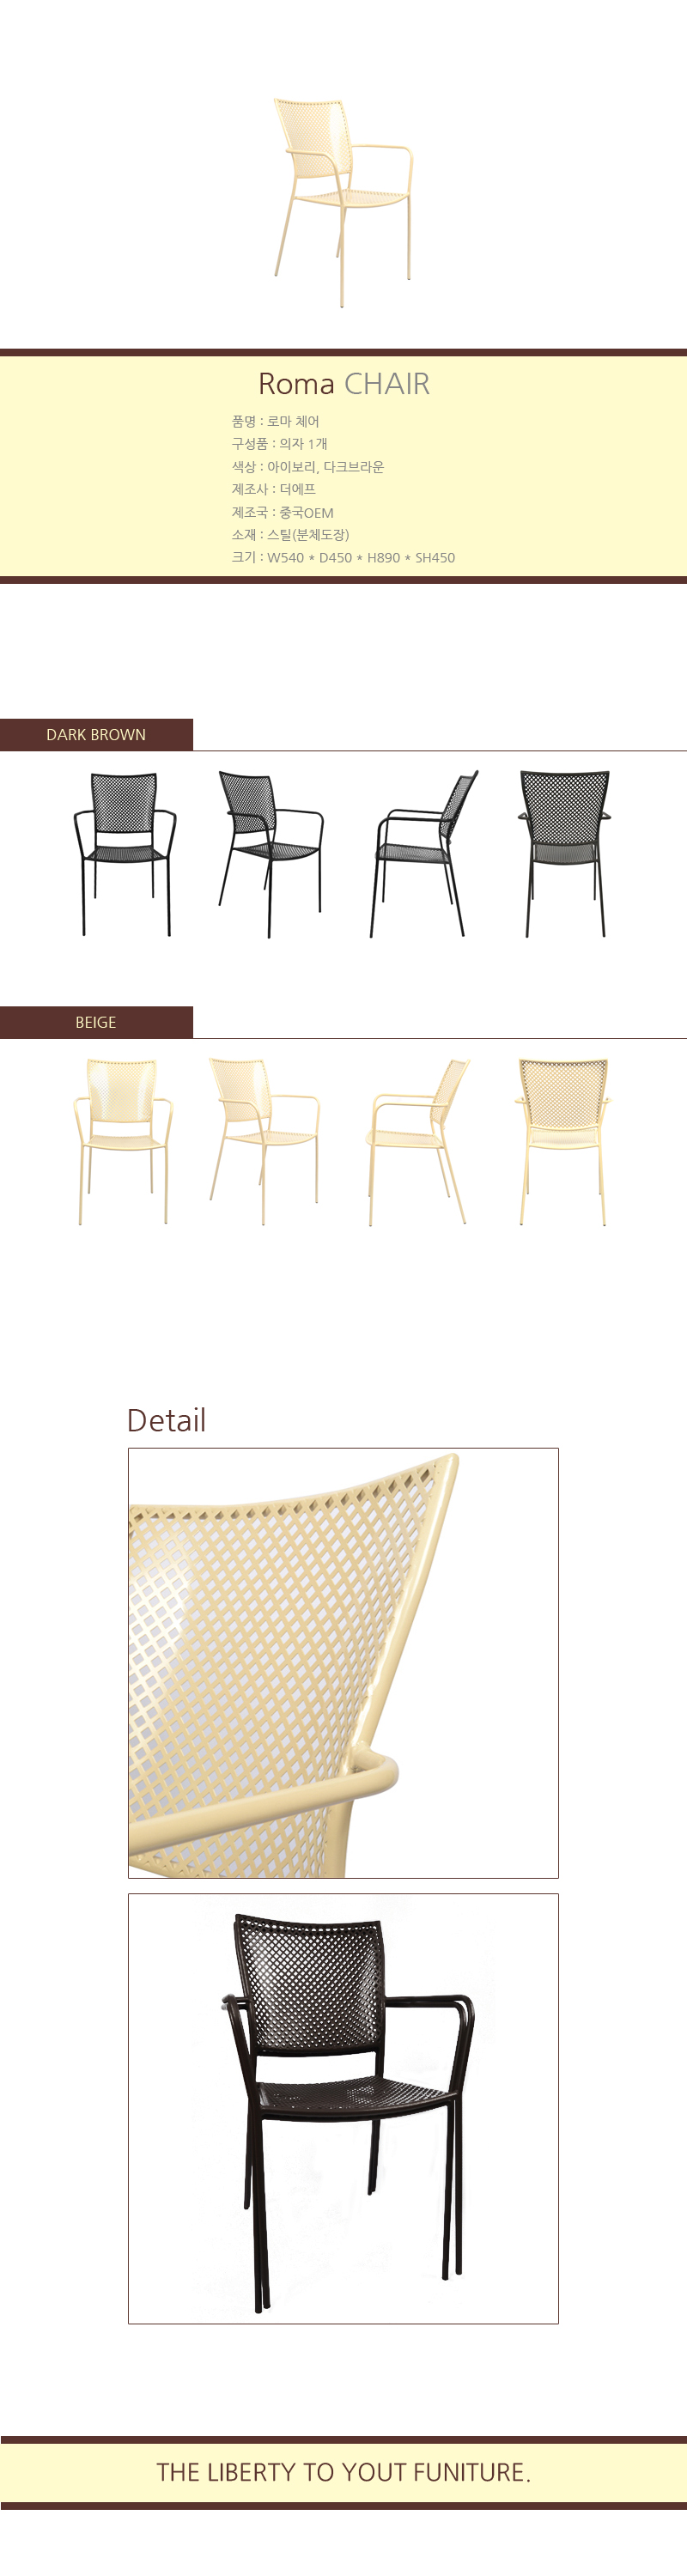 Roma CHAIR
품명 : 로마 체어
구성품 : 의자 1개
색상 : 아이보리, 다크브라운
제조사 : 더에프
제조국 : 중국OEM
소재 : 스틸(분체도장)
크기 : W540 * D450 * H890 * SH450
DARK BROWN
BEIGE
Detail
THE LIBERTY TO YOUT FUNITURE.